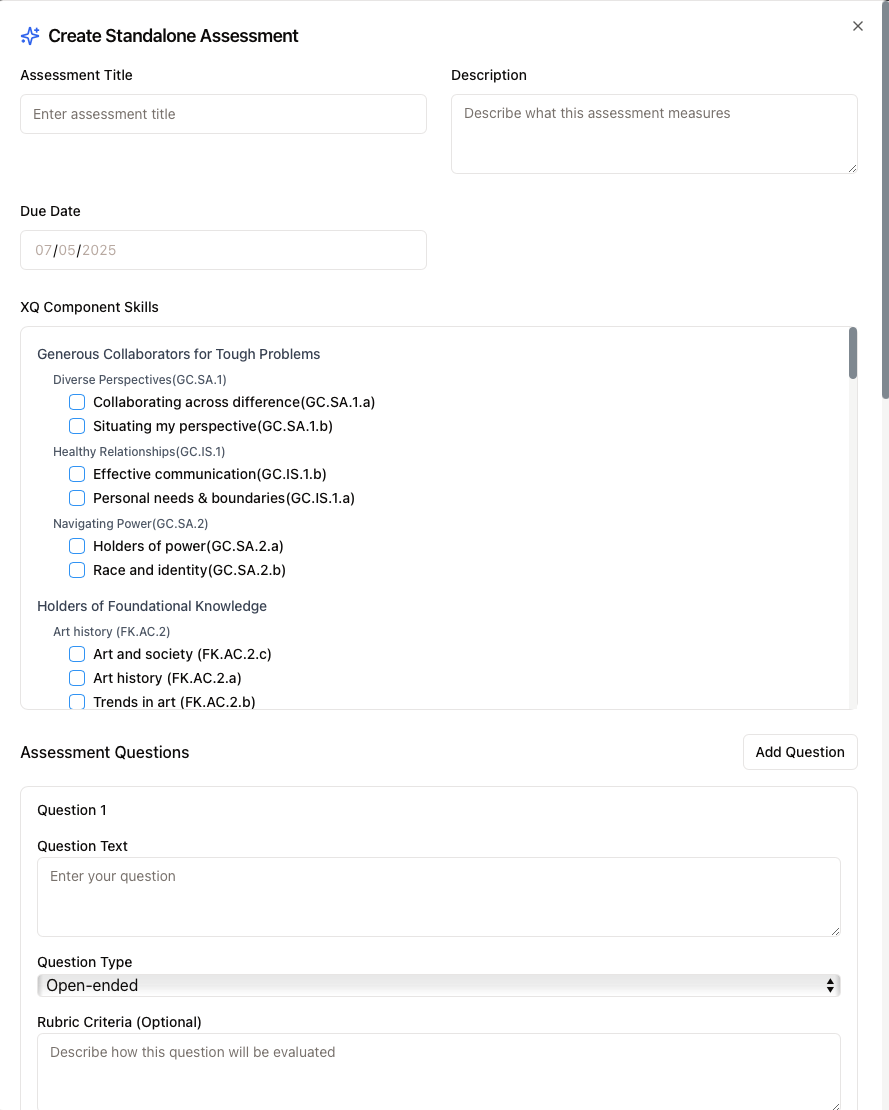 Create Standalone Assessment
Assessment Title
Description
Enter assessment title
Describe what this assessment measures
Due Date
07/05/2025
XQ Component Skills
Generous Collaborators for Tough Problems
Diverse Perspectives(GC.SA.1)
Collaborating across difference(GC.SA.1.a)
Situating my perspective(GC.SA.1.b)
Healthy Relationships(GC.IS.1)
Effective communication(GC.IS.1.b)
Personal needs & boundaries(GC.IS.1.a)
Navigating Power(GC.SA.2)
Holders of power(GC.SA.2.a)
Race and identity(GC.SA.2.b)
Holders of Foundational Knowledge
Art history (FK.AC.2)
Art and society (FK.AC.2.c)
Art history (FK.AC.2.a)
Trends in art (FK.AC.2.b)
Assessment Questions
Add Question
Question 1
Question Text
Enter your question
Question Type
Open-ended
Rubric Criteria (Optional)
Describe how this question will be evaluated